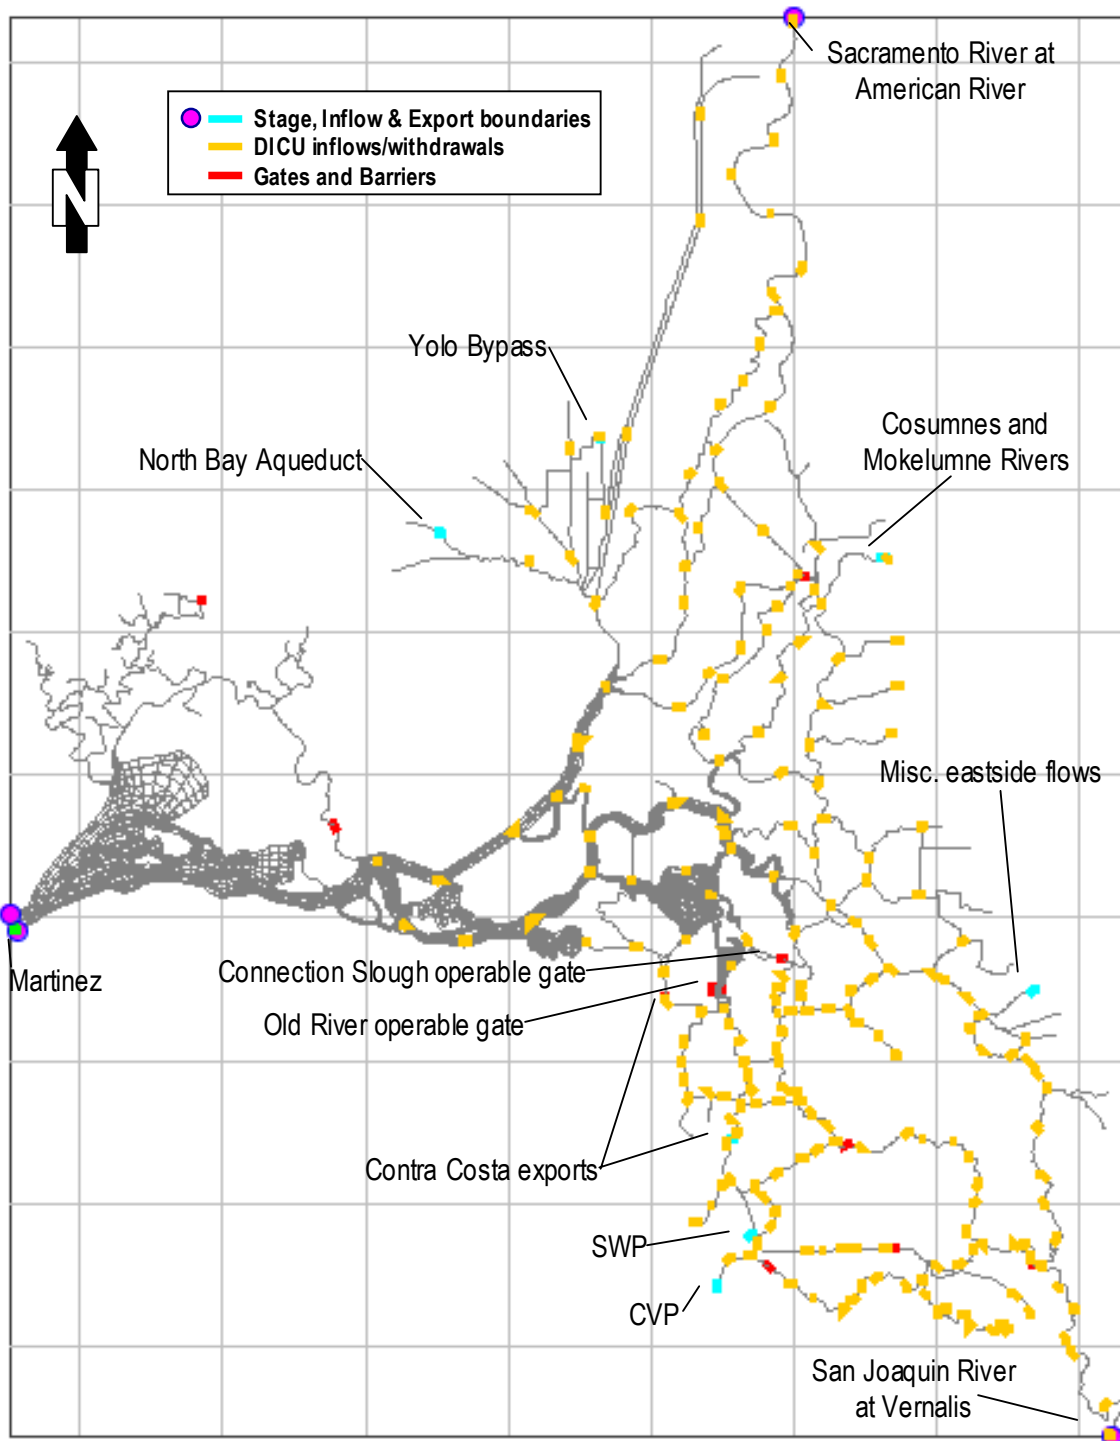 Sacramento River at
American River
Stage, Inflow & Export boundaries
DICU inflows/withdrawals
Gates and Barriers
N
Yolo Bypass
Cosumnes and
Mokelumne Rivers
North Bay Aqueduct
Misc. eastside flows
Martinez
Connection Slough operable gate
Old River operable gate
Contra Costa exports
SWP
CVP
San Joaquin River
at Vernalis